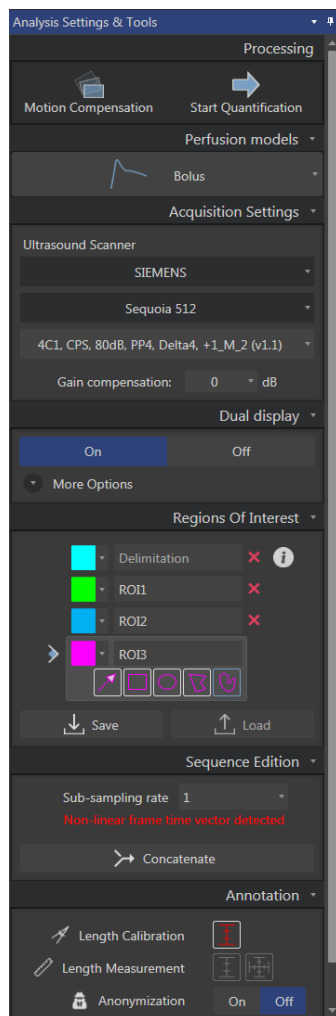 Analysis Settings & Tools
Processing
Motion Compensation
Start Quantification
Perfusion models
Bolus
Acquisition Settings
Ultrasound Scanner
SIEMENS
Sequoia 512
4C1, CPS, 80dB, PP4, Delta4, +1_M_2 (v1.1)
Gain compensation: 0 dB
Dual display
On Off
More Options
Regions Of Interest
Delimitation
ROI1
ROI2
ROI3
Save Load
Sequence Edition
Sub-sampling rate 1
Non-linear frame time vector detected
Concatenate
Annotation
Length Calibration
Length Measurement
Anonymization On Off